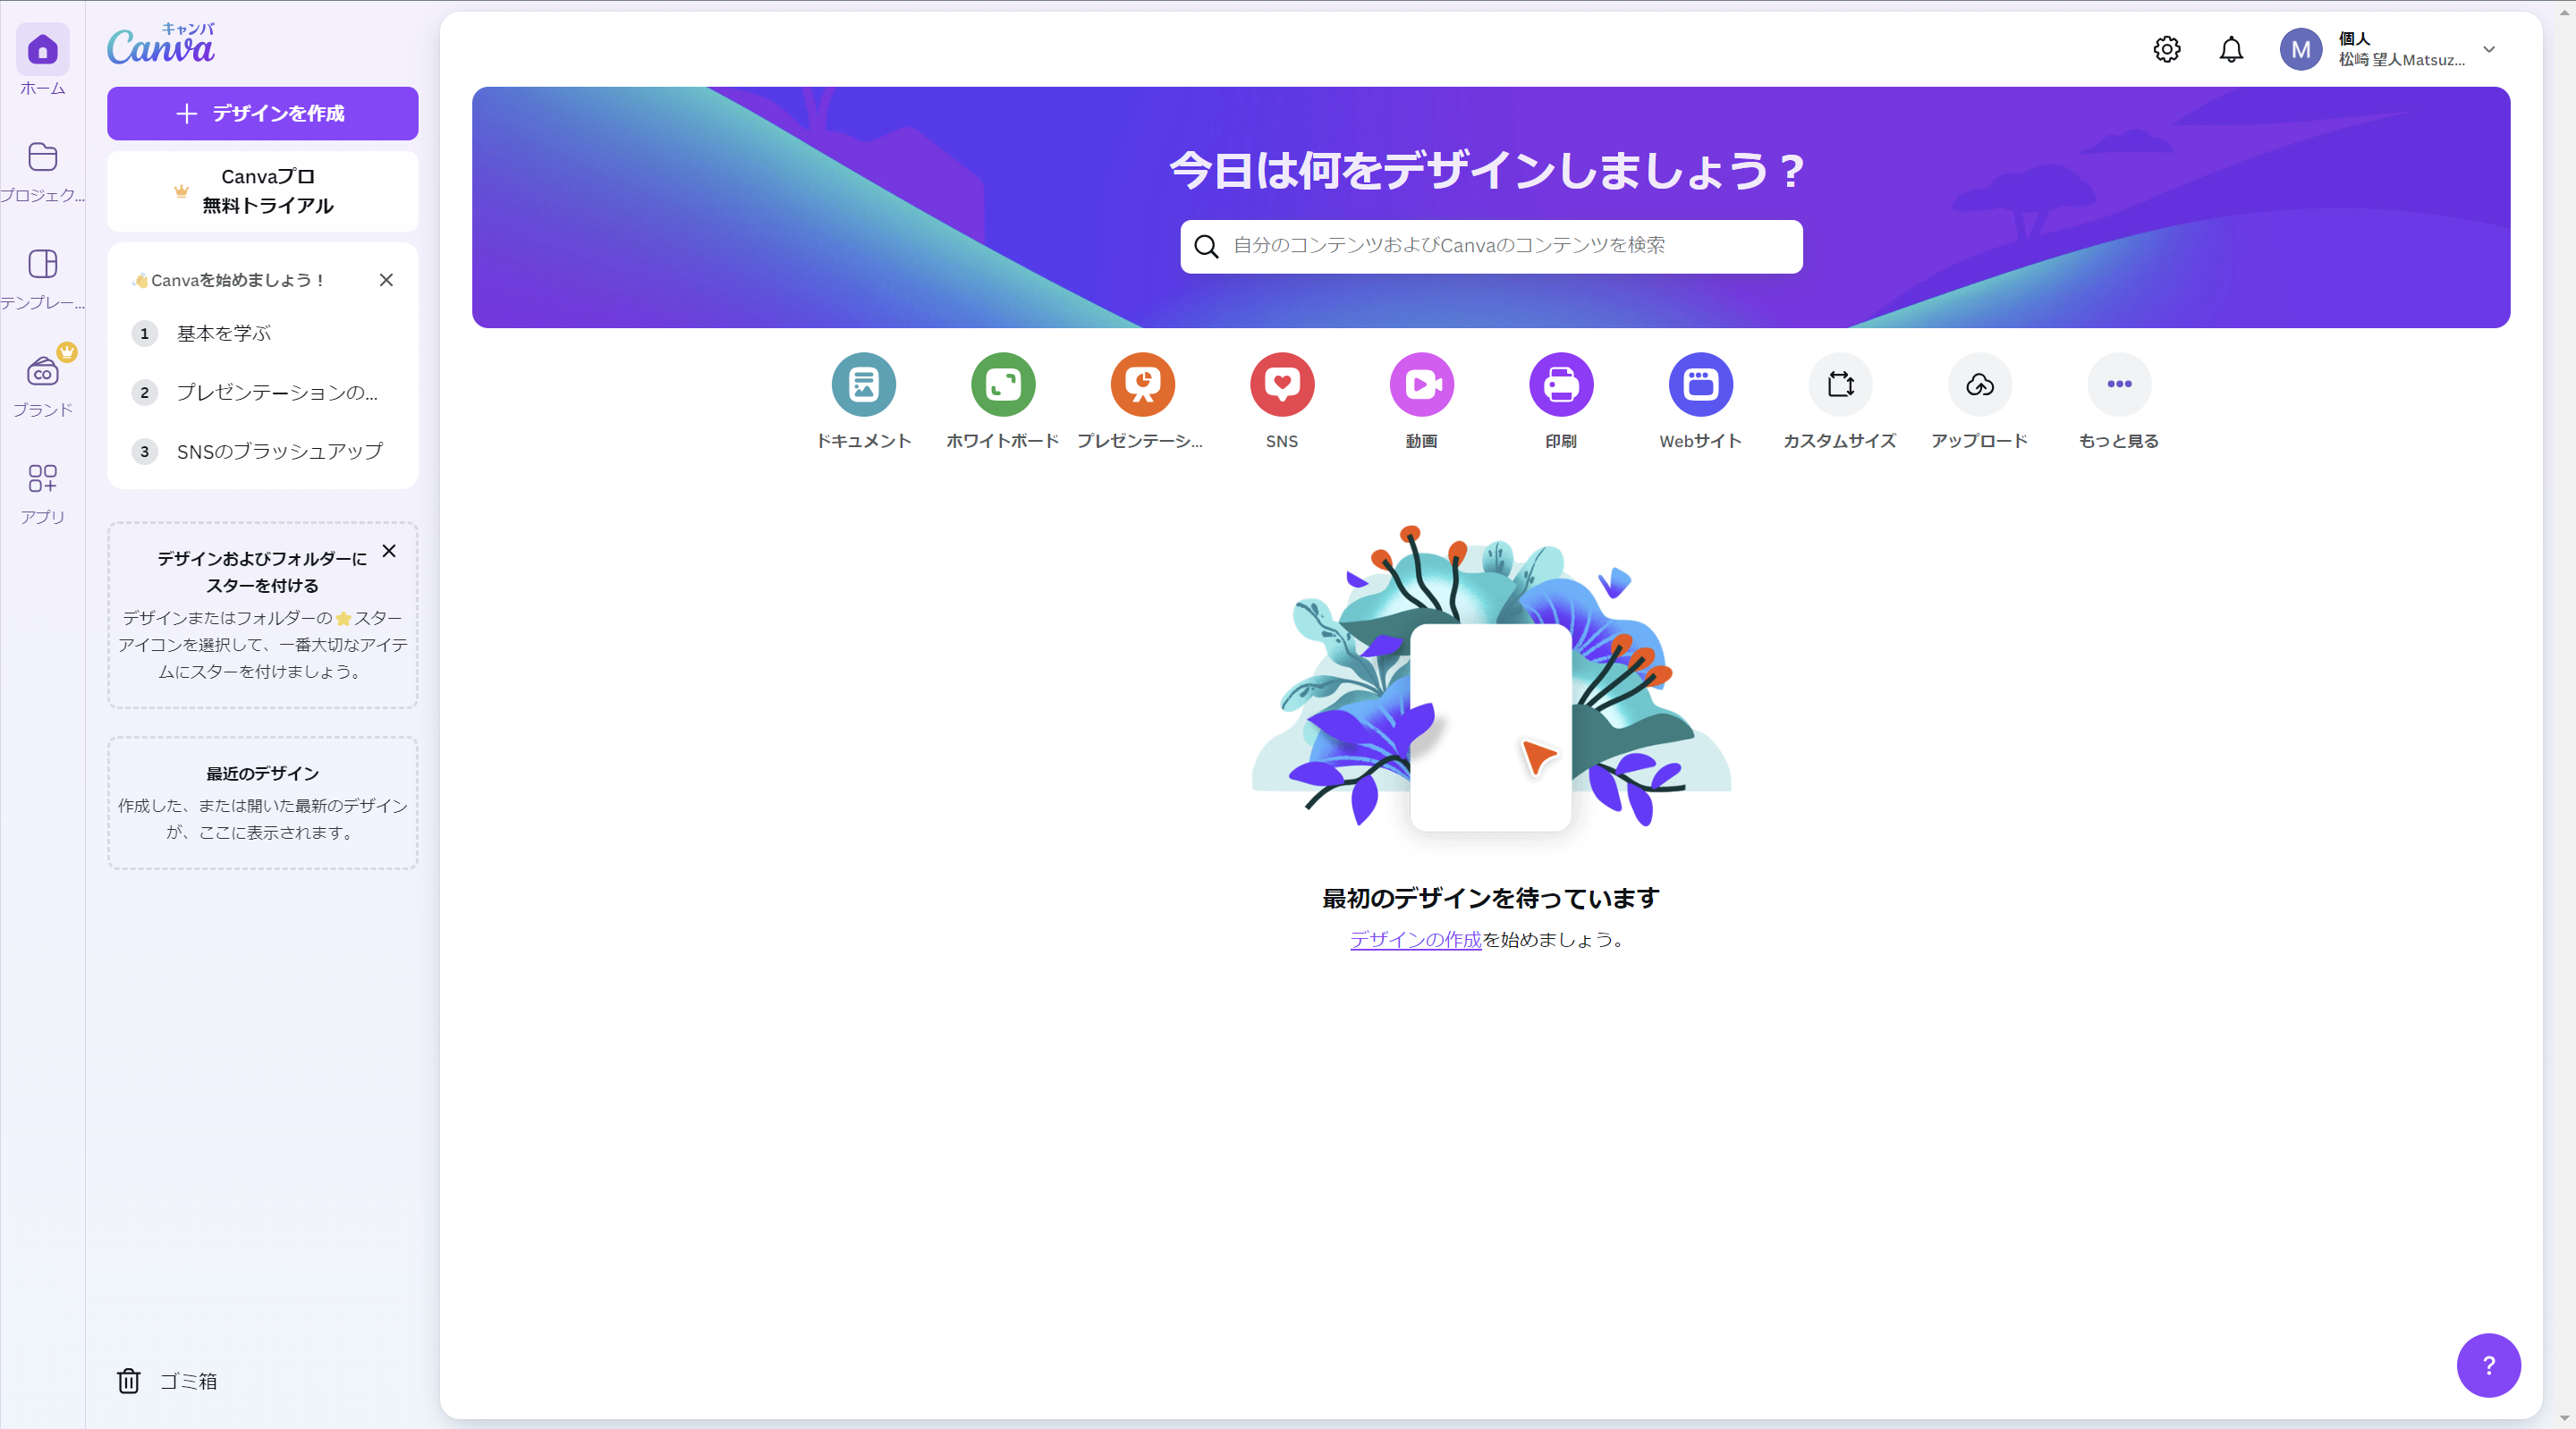 ホーム
プロジェク...
テンプレー...
CO
ブランド
アプリ
キャンバ
Canva
デザインを作成
Canvaプロ
無料トライアル
👋Canvaを始めましょう！
1 基本を学ぶ
2 プレゼンテーションの...
3 SNSのブラッシュアップ
デザインおよびフォルダーに
スターを付ける
デザインまたはフォルダーの⭐スター
アイコンを選択して、一番大切なアイテ
ムにスターを付けましょう。
最近のデザイン
作成した、または開いた最新のデザイン
が、ここに表示されます。
ゴミ箱
M
個人
松崎 望人Matsuz...
今日は何をデザインしましょう？
自分のコンテンツおよびCanvaのコンテンツを検索
ドキュメント
ホワイトボード
プレゼンテーシ...
SNS
動画
印刷
Webサイト
カスタムサイズ
アップロード
もっと見る
最初のデザインを待っています
デザインの作成を始めましょう。
?